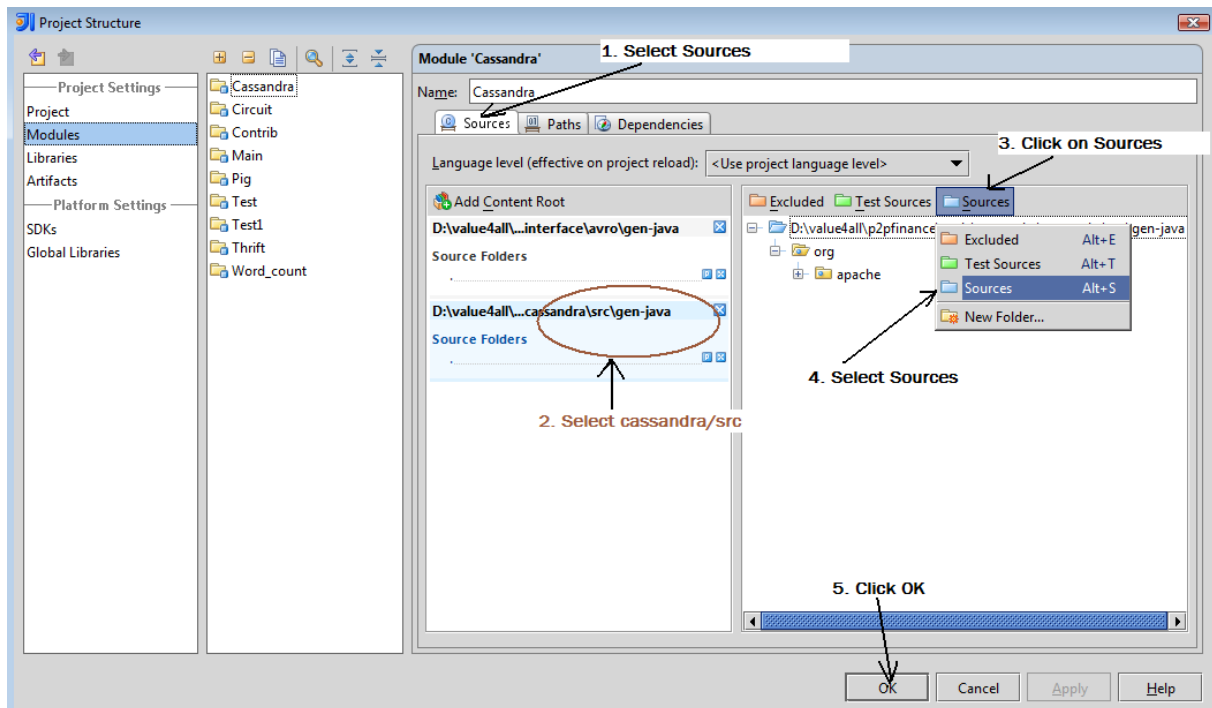 Project Structure
1. Select Sources
Module 'Cassandra'
Project Settings
Project
Modules
Libraries
Artifacts
Platform Settings
SDKs
Global Libraries
Cassandra
Circuit
Contrib
Main
Pig
Test
Test1
Thrift
Word_count
Name: Cassandra
Sources Paths Dependencies
3. Click on Sources
Language level (effective on project reload): <Use project language level>
Add Content Root
D:\value4all\...interface\avro\gen-java
Source Folders
.
D:\value4all\...cassandra\src\gen-java
Source Folders
.
2. Select cassandra/src
Excluded Test Sources Sources
D:\value4all\p2pfinance gen-java
org
apache
Excluded Alt+E
Test Sources Alt+T
Sources Alt+S
New Folder...
4. Select Sources
5. Click OK
OK Cancel Apply Help